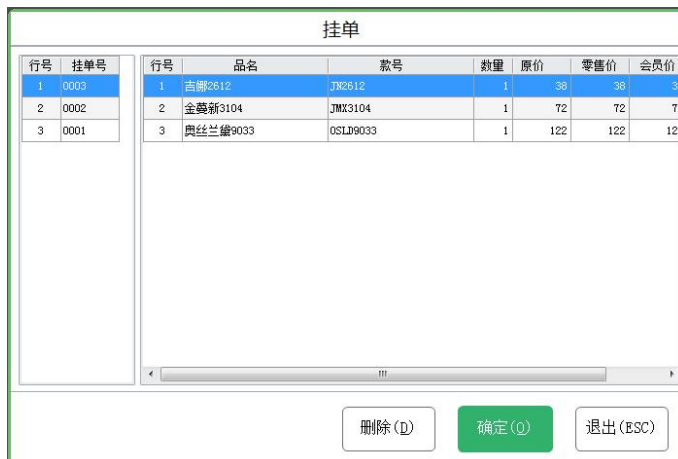 挂单
行号 挂单号
1 0003
2 0002
3 0001
行号 品名 款号 数量 原价 零售价 会员价
1 吉娜2612 JN2612 1 38 38 3
2 金蔓新3104 JMX3104 1 72 72 7
3 奥丝兰黛9033 OSLD9033 1 122 122 12
删除(D) 确定(O) 退出(ESC)